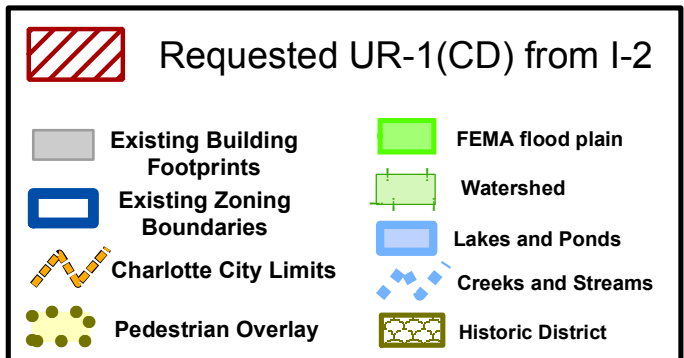 Requested UR-1(CD) from I-2
Existing Building
Footprints
Existing Zoning
Boundaries
Charlotte City Limits
Pedestrian Overlay
FEMA flood plain
Watershed
Lakes and Ponds
Creeks and Streams
Historic District